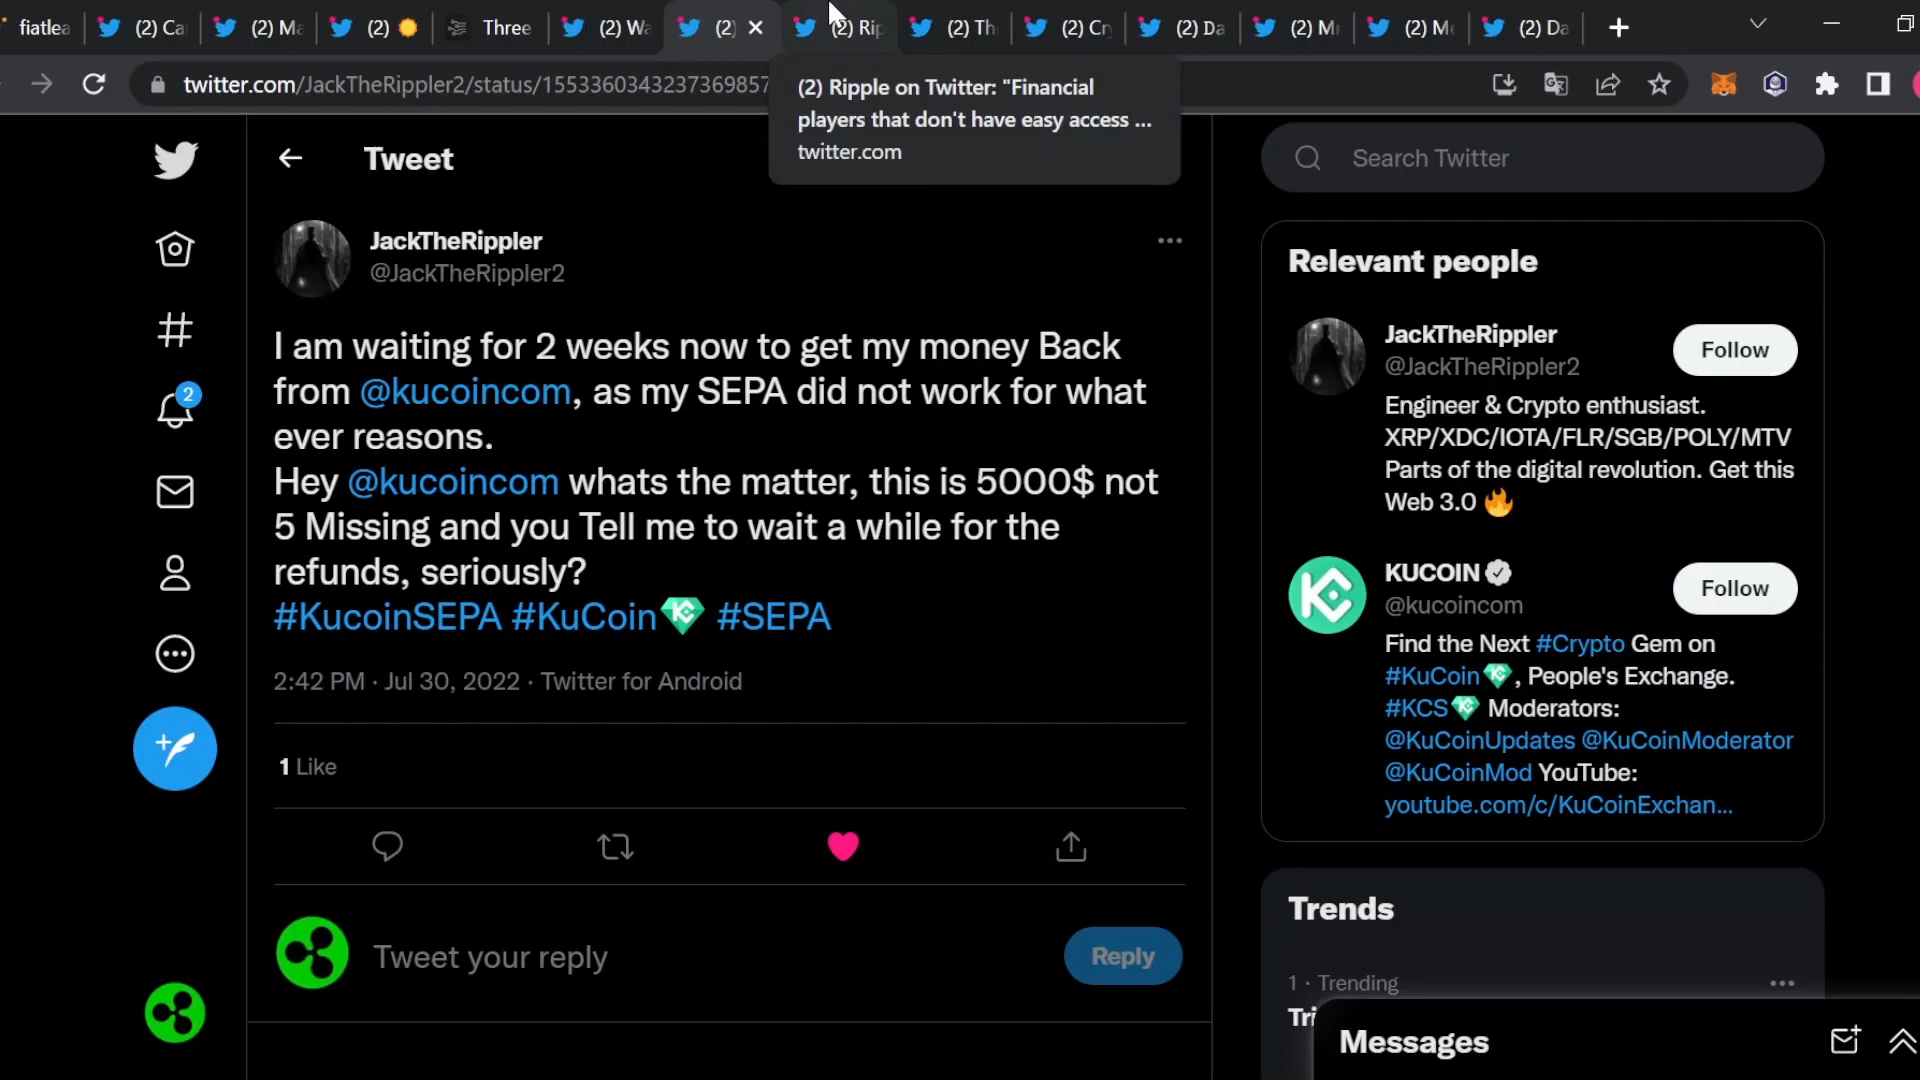 fiatlea
(2) Ca
(2) Ma
(2)
Three
(2) Wa
(2)
(2) Rip
(2) Th
(2) Cr
(2) Da
(2) M
(2) Me
(2) Da
twitter.com/JackTheRippler2/status/1553360343237369857
(2) Ripple on Twitter: "Financial
players that don't have easy access ...
twitter.com
Tweet
Search Twitter
JackTheRippler
@JackTheRippler2
I am waiting for 2 weeks now to get my money Back
from @kucoincom, as my SEPA did not work for what
ever reasons.
Hey @kucoincom whats the matter, this is 5000$ not
5 Missing and you Tell me to wait a while for the
refunds, seriously?
#KucoinSEPA #KuCoin #SEPA
2:42 PM · Jul 30, 2022 · Twitter for Android
1 Like
Tweet your reply
Reply
2
Relevant people
JackTheRippler
@JackTheRippler2
Follow
Engineer & Crypto enthusiast.
XRP/XDC/IOTA/FLR/SGB/POLY/MTV
Parts of the digital revolution. Get this
Web 3.0 🔥
KUCOIN
@kucoincom
Follow
Find the Next #Crypto Gem on
#KuCoin, People's Exchange.
#KCS Moderators:
@KuCoinUpdates @KuCoinModerator
@KuCoinMod YouTube:
youtube.com/c/KuCoinExchan...
Trends
1 · Trending
Tri
Messages